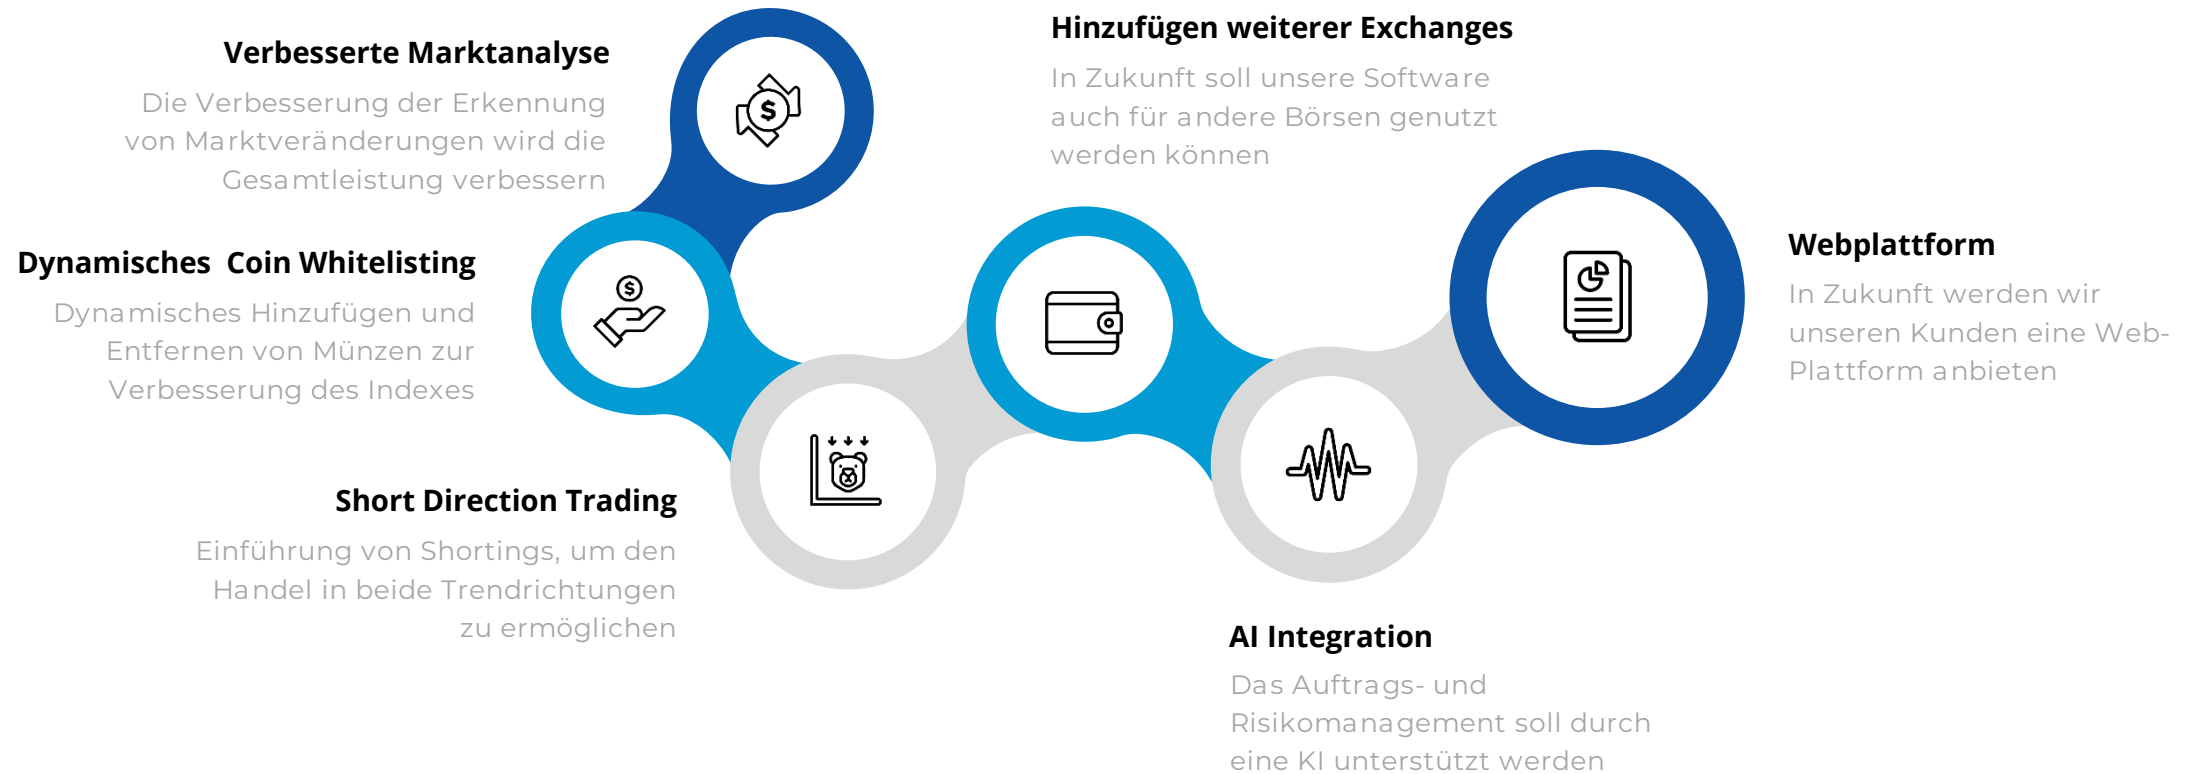 Verbesserte Marktanalyse
Die Verbesserung der Erkennung
von Marktveränderungen wird die
Gesamtleistung verbessern
Dynamisches  Coin Whitelisting
Dynamisches Hinzufügen und
Entfernen von Münzen zur
Verbesserung des Indexes
Short Direction Trading
Einführung von Shortings, um den
Handel in beide Trendrichtungen
zu ermöglichen
Hinzufügen weiterer Exchanges
In Zukunft soll unsere Software
auch für andere Börsen genutzt
werden können
AI Integration
Das Auftrags- und
Risikomanagement soll durch
eine KI unterstützt werden
Webplattform
In Zukunft werden wir
unseren Kunden eine Web-
Plattform anbieten
$
$